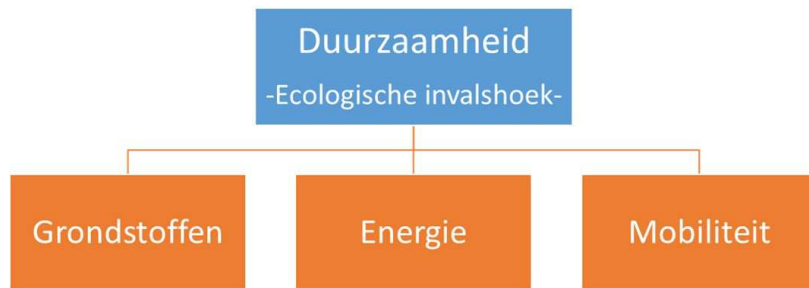 Duurzaamheid
-Ecologische invalshoek-
Grondstoffen
Energie
Mobiliteit